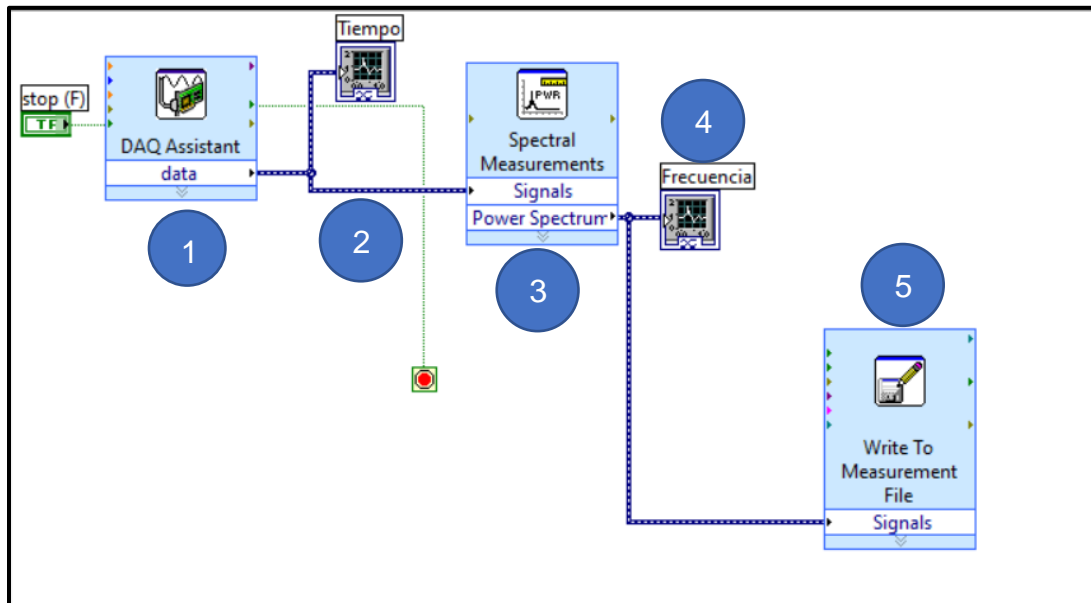 Tiempo
stop (F)
TF
DAQ Assistant
data
1
2
PWR
Spectral
Measurements
Signals
Power Spectrum
3
4
Frecuencia
5
Write To
Measurement
File
Signals